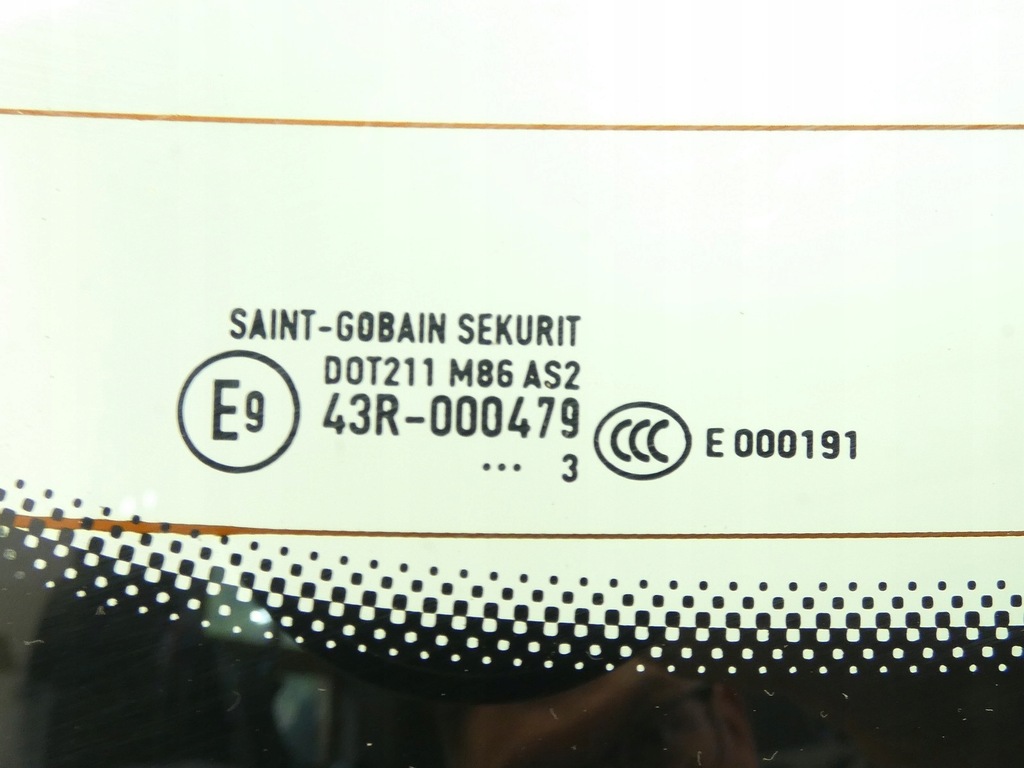 SAINT-GOBAIN SEKURIT
DOT211 M86 AS2
E9 43R-000479
... 3
CCC E 000191